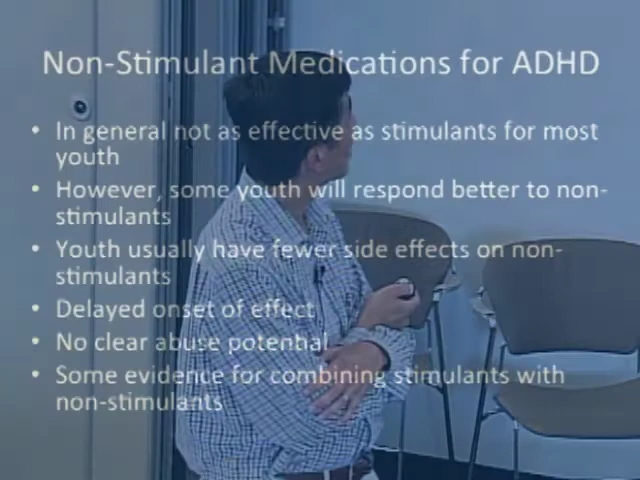 Non-Stimulant Medications for ADHD
• In general not as effective as stimulants for most
youth
• However, some youth will respond better to non-
stimulants
• Youth usually have fewer side effects on non-
stimulants
• Delayed onset of effect
• No clear abuse potential
• Some evidence for combining stimulants with
non-stimulants